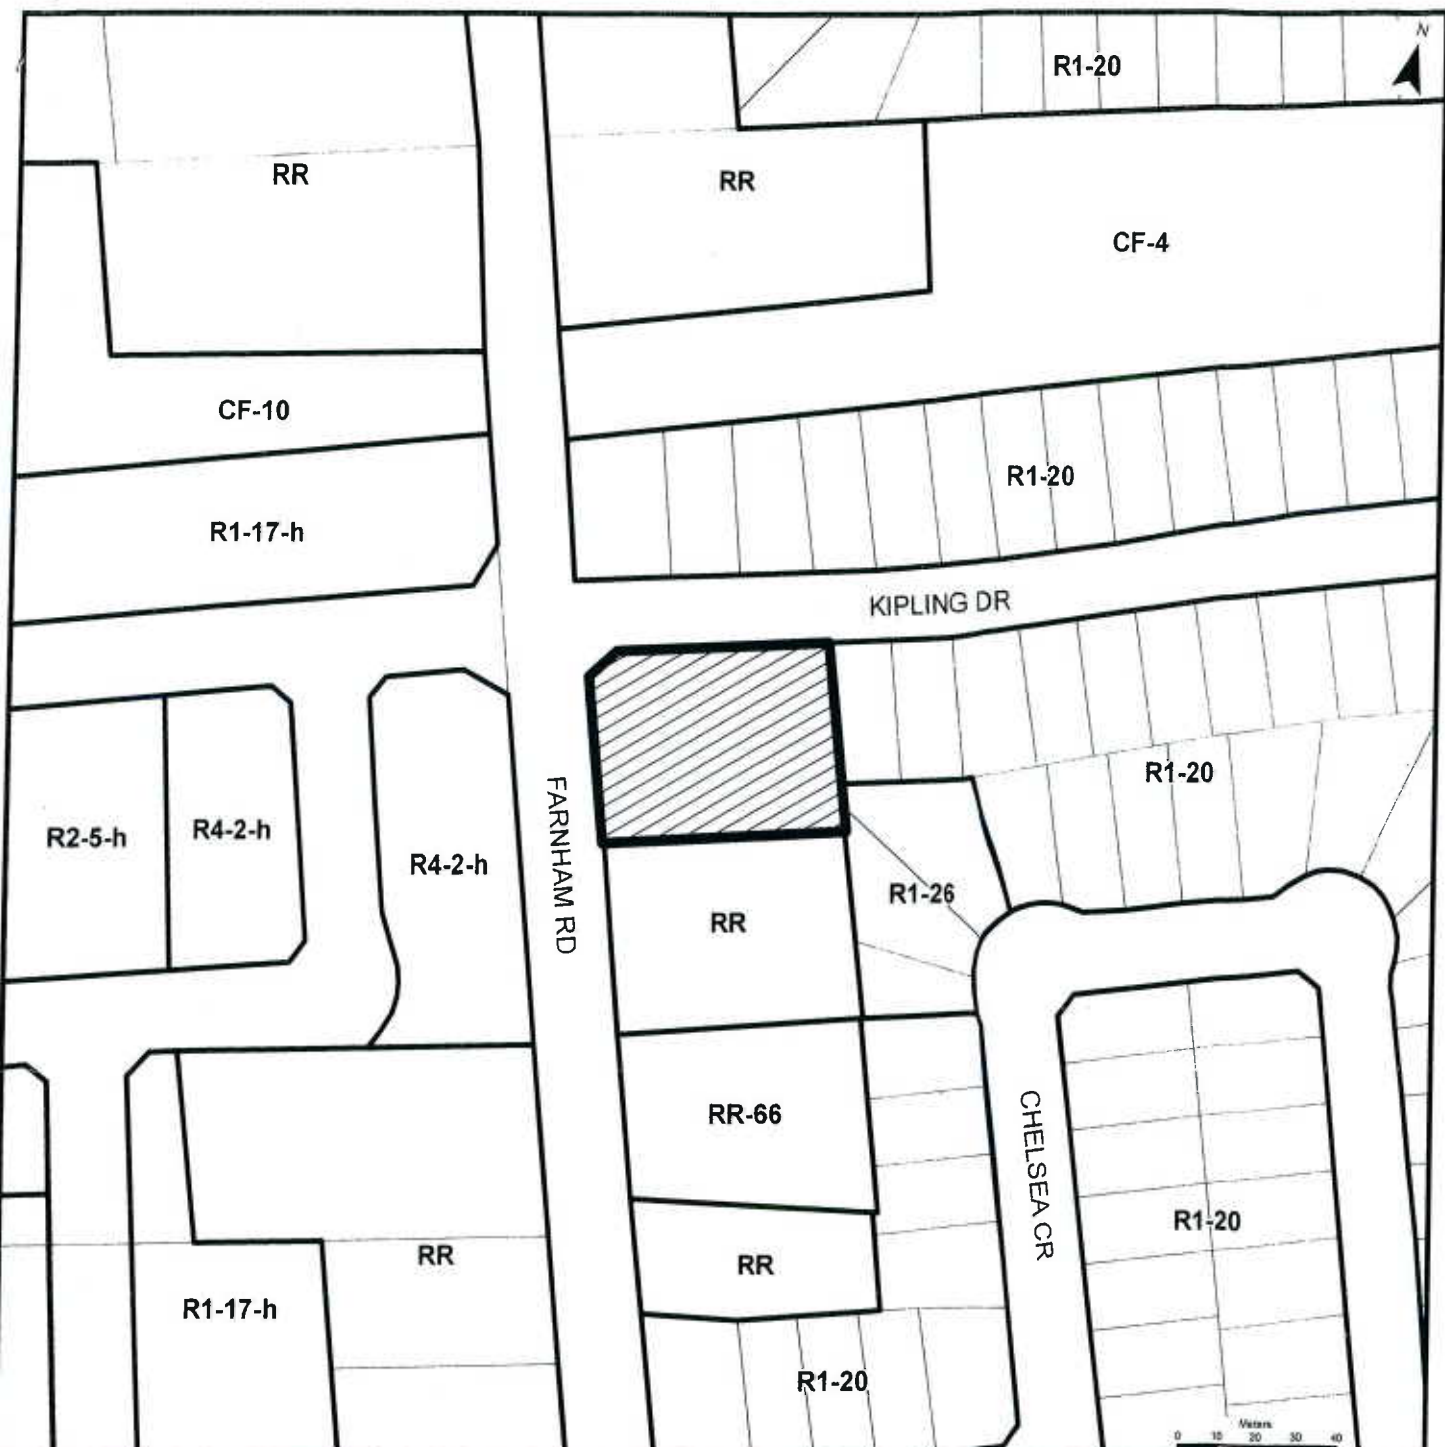 N
R1-20
RR
RR
CF-4
CF-10
R1-20
R1-17-h
KIPLING DR
R1-20
R2-5-h
R4-2-h
R4-2-h
FARNHAM RD
R1-26
RR
RR-66
CHELSEA CR
R1-20
RR
RR
R1-17-h
R1-20
Meters
0 10 20 30 40